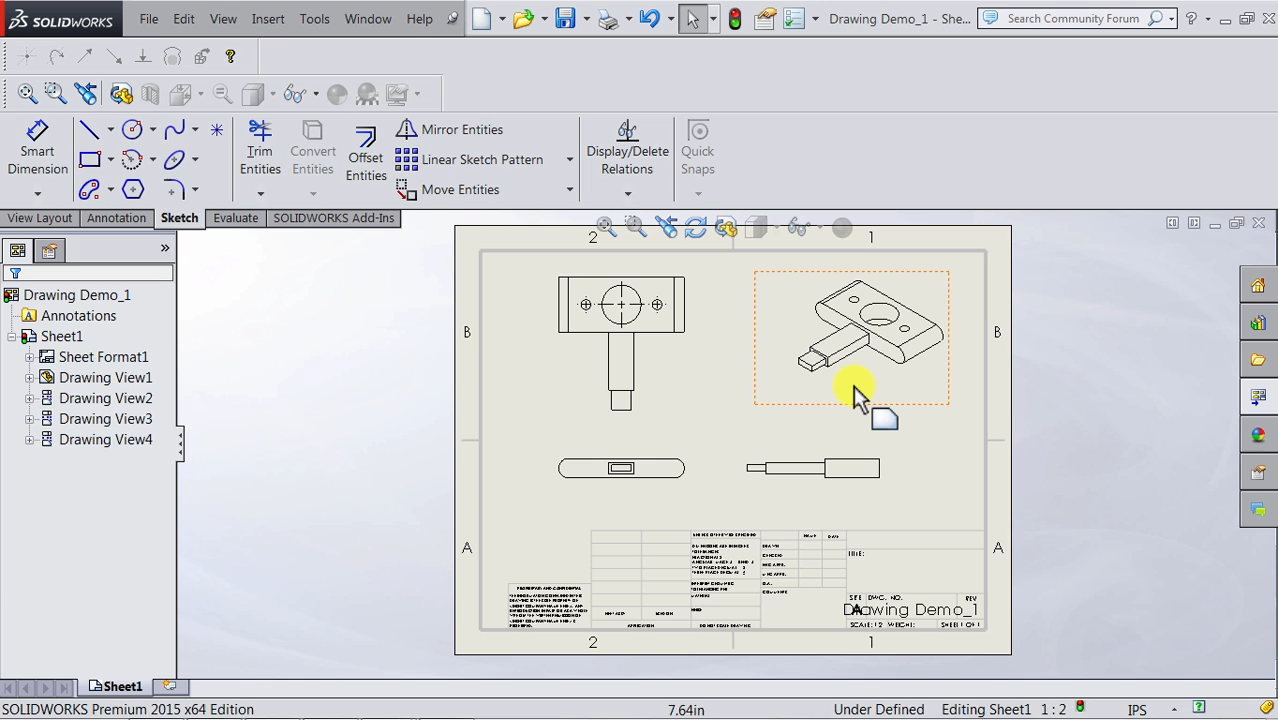 SOLIDWORKS File Edit View Insert Tools Window Help Drawing Demo_1 - She... Search Community Forum
Smart Dimension
Trim Entities
Convert Entities
Offset Entities
Mirror Entities
Linear Sketch Pattern
Move Entities
Display/Delete Relations
Quick Snaps
View Layout Annotation Sketch Evaluate SOLIDWORKS Add-Ins
Drawing Demo_1
Annotations
Sheet1
Sheet Format1
Drawing View1
Drawing View2
Drawing View3
Drawing View4
2 1
B B
A A
TITLE:
REV
Drawing Demo_1
2 1
Sheet1
SOLIDWORKS Premium 2015 x64 Edition 7.64in Under Defined Editing Sheet1 1 : 2 IPS